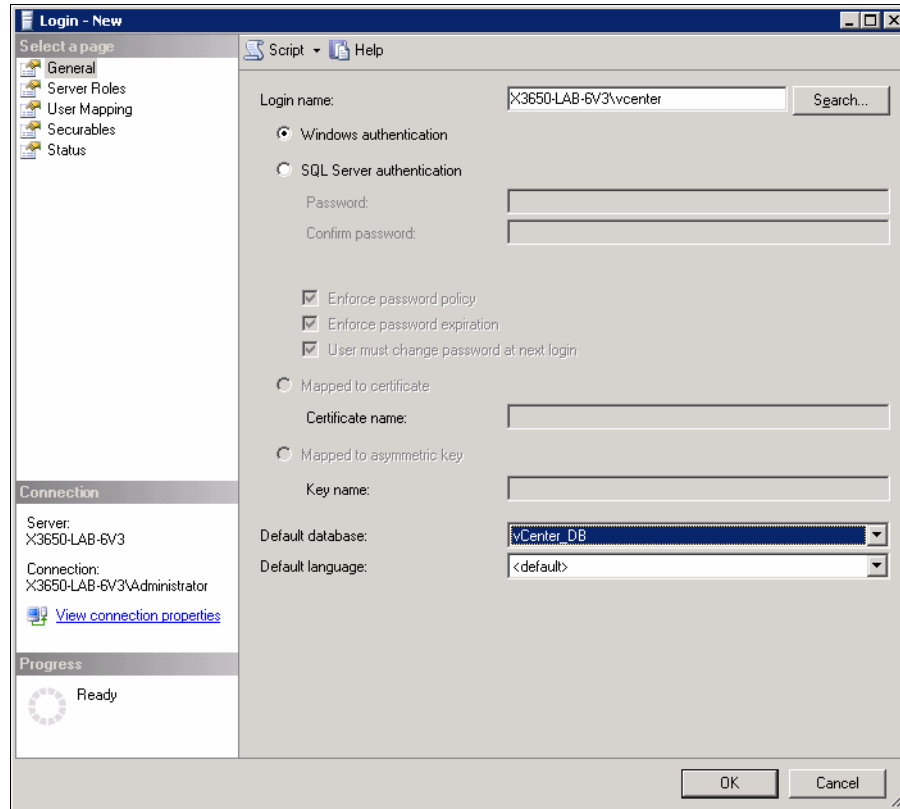 Login - New
Select a page
General
Server Roles
User Mapping
Securables
Status
Script
Help
Login name:
X3650-LAB-6V3\vcenter
Search...
Windows authentication
SQL Server authentication
Password:
Confirm password:
Enforce password policy
Enforce password expiration
User must change password at next login
Mapped to certificate
Certificate name:
Mapped to asymmetric key
Key name:
Default database:
vCenter_DB
Default language:
<default>
Connection
Server:
X3650-LAB-6V3
Connection:
X3650-LAB-6V3\Administrator
View connection properties
Progress
Ready
OK
Cancel